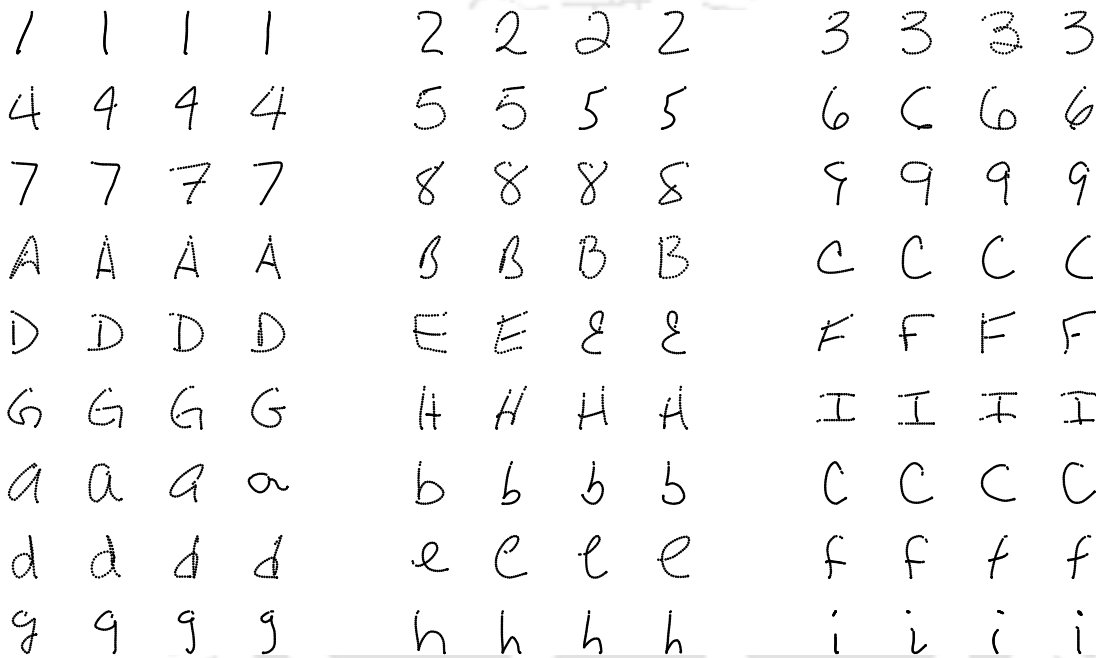 1 1 1 1 2 2 2 2 3 3 3 3
4 4 4 4 5 5 5 5 6 6 6 6
7 7 7 7 8 8 8 8 9 9 9 9
A A A A B B B B C C C C
D D D D E E E E F F F F
G G G G H H H H I I I I
a a a a b b b b c c c c
d d d d e e e e f f f f
g g g g h h h h i i i i